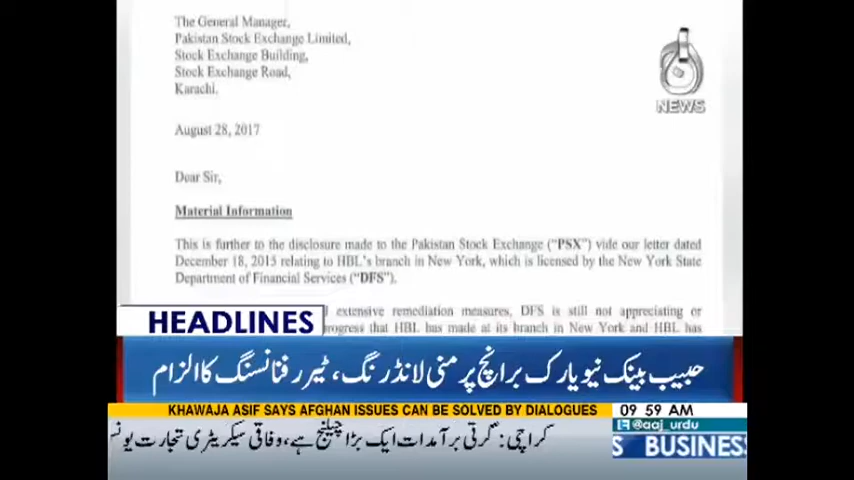 The General Manager,
Pakistan Stock Exchange Limited,
Stock Exchange Building,
Stock Exchange Road,
Karachi.
NEWS
August 28, 2017
Dear Sir,
Material Information
This is further to the disclosure made to the Pakistan Stock Exchange ("PSX") vide our letter dated
December 18, 2015 relating to HBL's branch in New York, which is licensed by the New York State
Department of Financial Services ("DFS").
extensive remediation measures, DFS is still not appreciating or
progress that HBL has made at its branch in New York and HBL has
HEADLINES
حبیب بینک نیویارک برانچ پر منی لانڈرنگ، ٹیرر فنانسنگ کا الزام
KHAWAJA ASIF SAYS AFGHAN ISSUES CAN BE SOLVED BY DIALOGUES
09:59 AM
@aaj_urdu
کراچی: گرتی برآمدات ایک بڑا چیلنج ہے، وفاقی سیکریٹری تجارت یونس
S BUSINESS